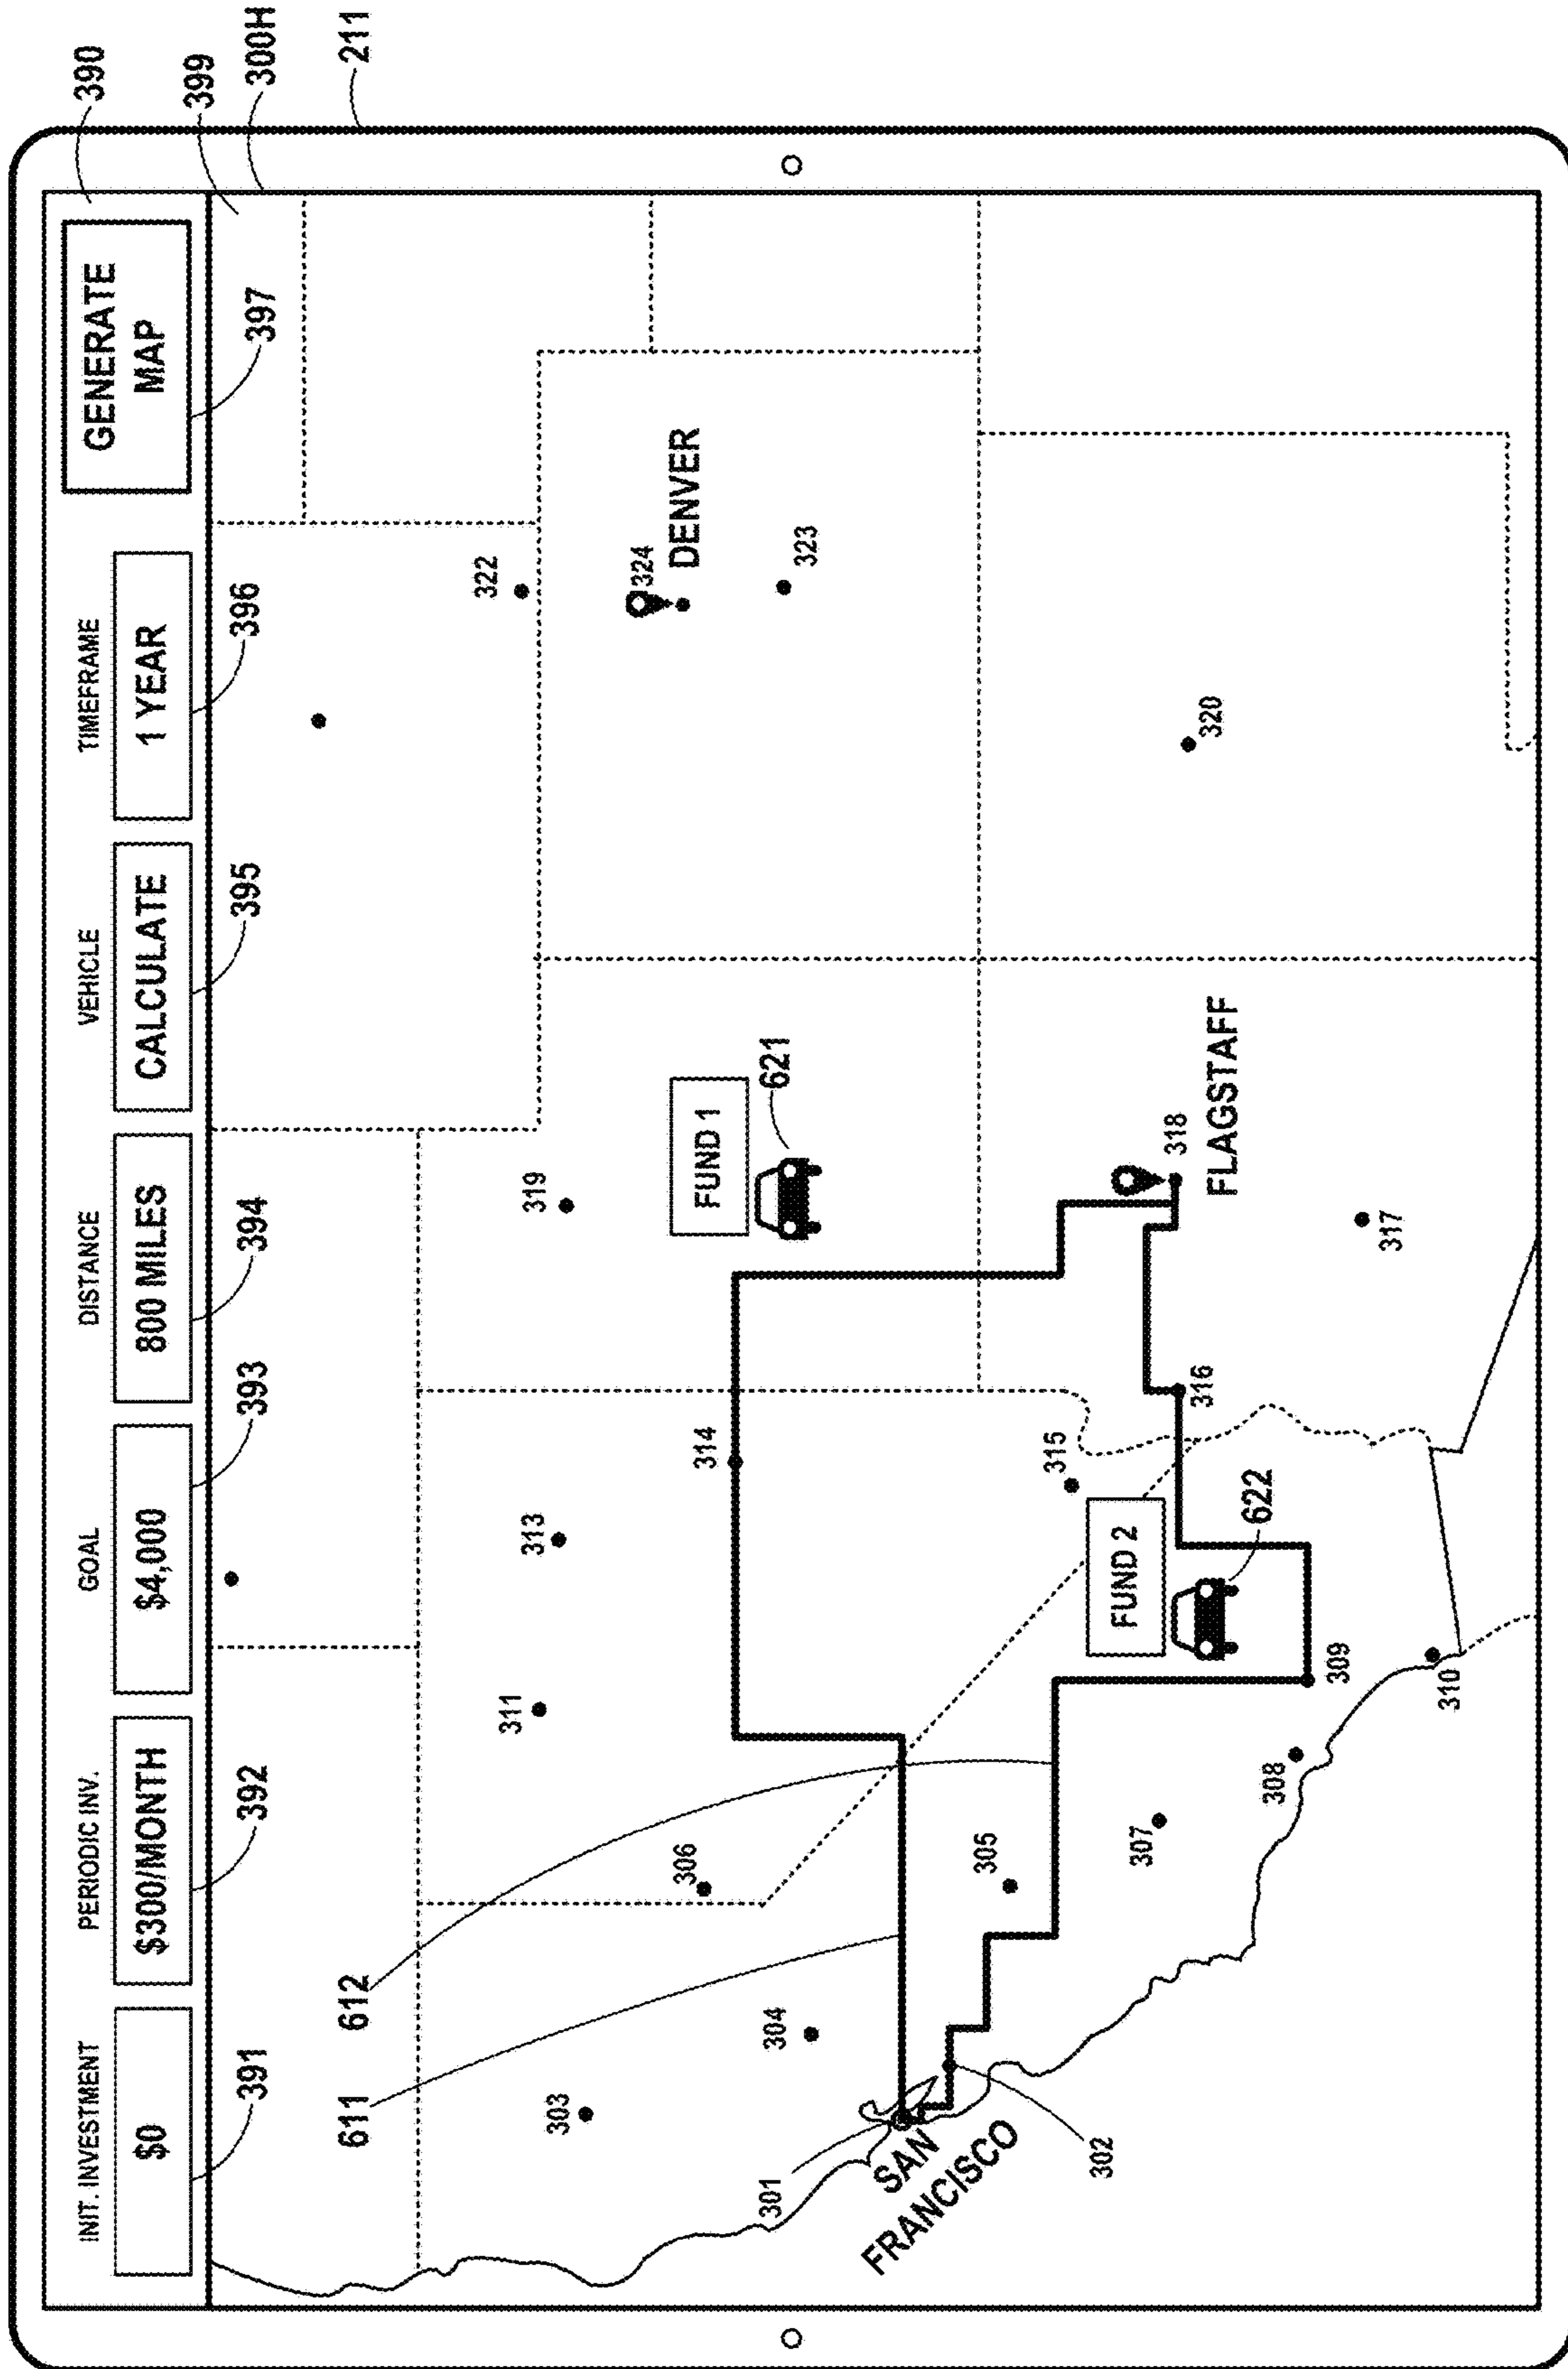 390
399
300H
211
INIT. INVESTMENT
$0
391
PERIODIC INV.
$300/MONTH
392
GOAL
$4,000
393
DISTANCE
800 MILES
394
VEHICLE
CALCULATE
395
TIMEFRAME
1 YEAR
396
GENERATE
MAP
397
611
612
303
304
306
311
313
319
322
324
DENVER
323
314
FUND 1
621
301
SAN
FRANCISCO
302
305
307
308
309
310
315
FUND 2
622
316
318
FLAGSTAFF
317
320